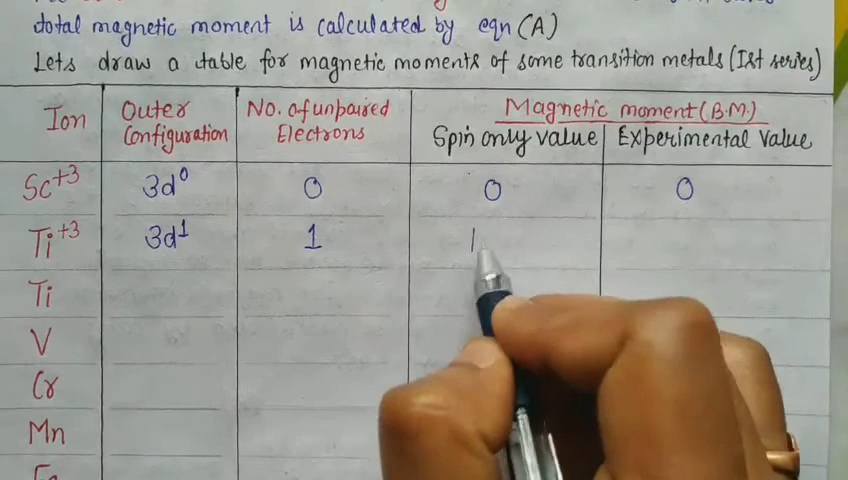 total magnetic moment is calculated by eqn (A)
Lets draw a table for magnetic moments of some transition metals (Ist series)
Ion Outer Configuration No. of unpaired Electrons Magnetic moment (B.M.)
Spin only value Experimental value
Sc+3 3d0 0 0 0
Ti+3 3d1 1 1
Ti
V
Cr
Mn